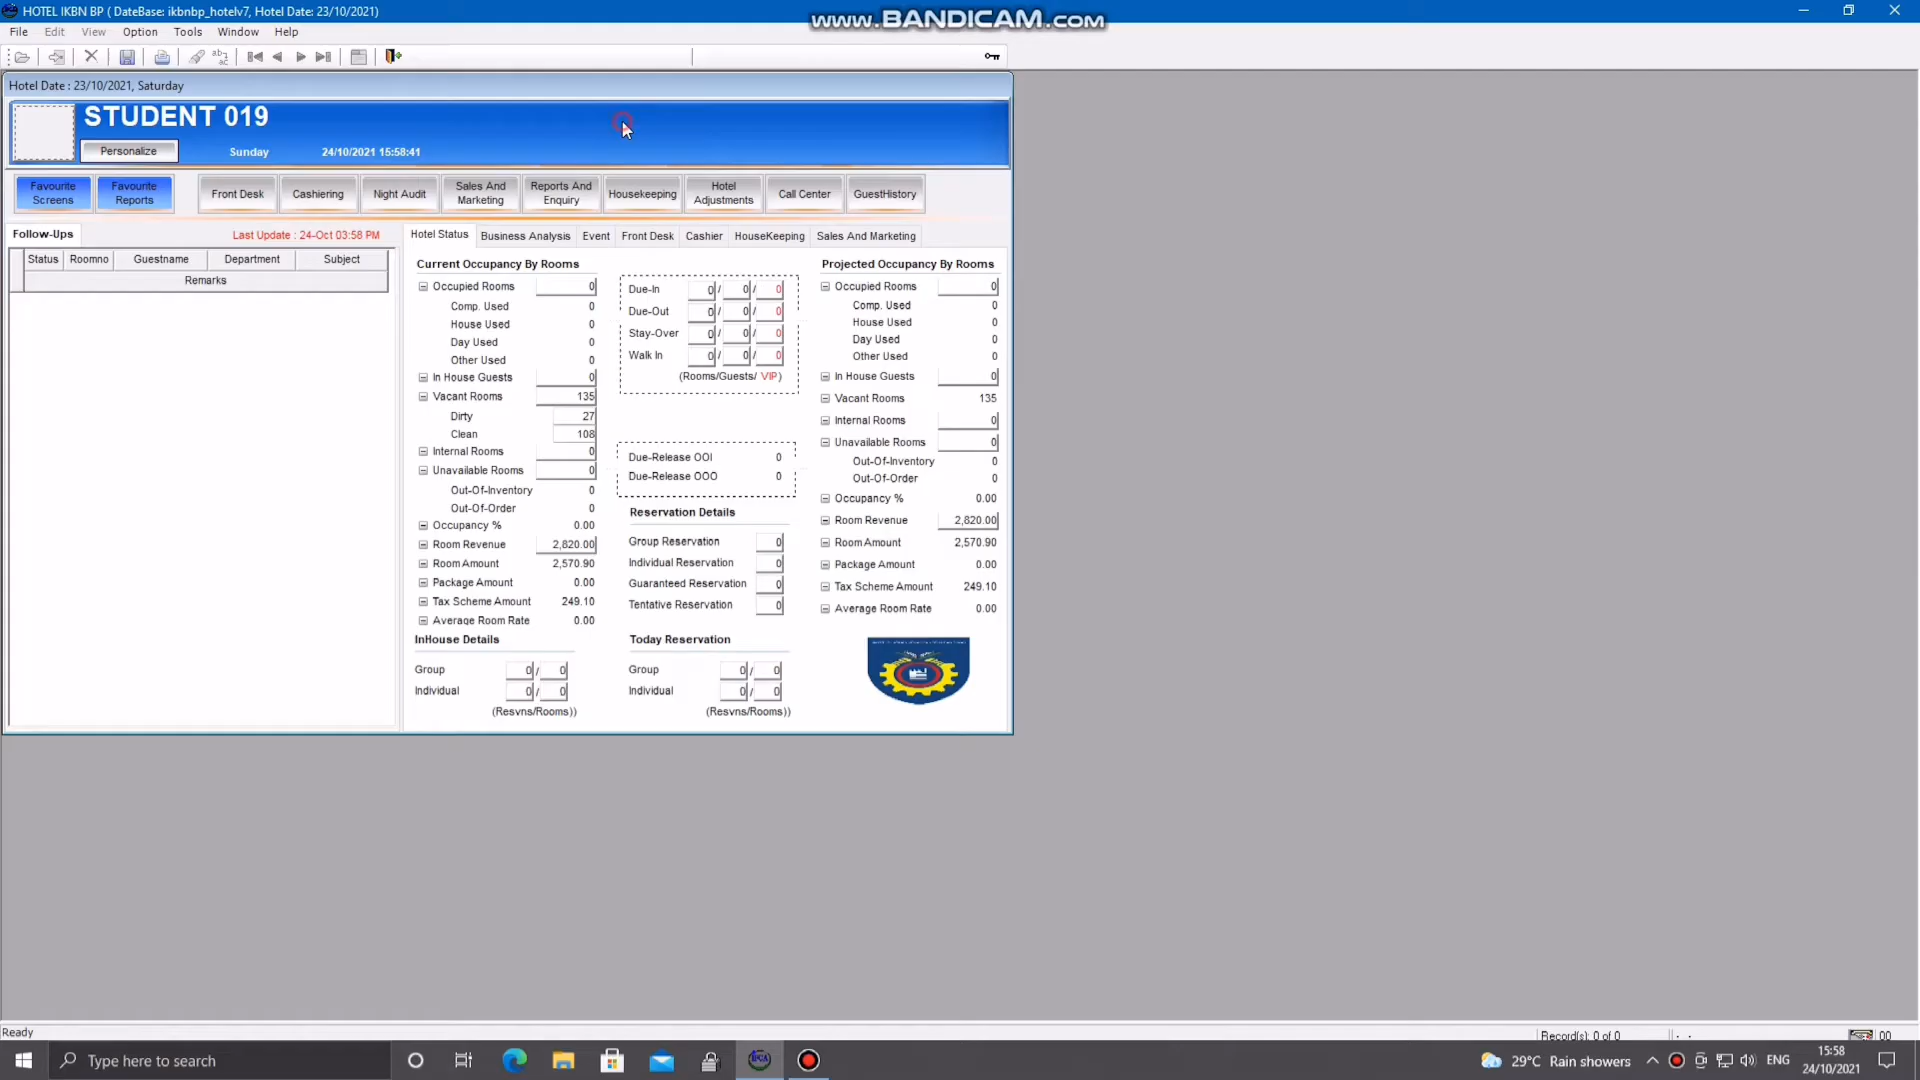 HOTEL IKBN BP ( DateBase: ikbnbp_hotelv7, Hotel Date: 23/10/2021)
www.BANDICAM.com
File Edit View Option Tools Window Help
Hotel Date : 23/10/2021, Saturday
STUDENT 019
Personalize Sunday 24/10/2021 15:58:41
Favourite Screens
Favourite Reports
Front Desk
Cashiering
Night Audit
Sales And Marketing
Reports And Enquiry
Housekeeping
Hotel Adjustments
Call Center
GuestHistory
Follow-Ups Last Update : 24-Oct 03:58 PM
Status Roomno Guestname Department Subject
Remarks
Hotel Status Business Analysis Event Front Desk Cashier HouseKeeping Sales And Marketing
Current Occupancy By Rooms
Occupied Rooms 0
Comp. Used 0
House Used 0
Day Used 0
Other Used 0
In House Guests 0
Vacant Rooms 135
Dirty 27
Clean 108
Internal Rooms 0
Unavailable Rooms 0
Out-Of-Inventory 0
Out-Of-Order 0
Occupancy % 0.00
Room Revenue 2,820.00
Room Amount 2,570.90
Package Amount 0.00
Tax Scheme Amount 249.10
Average Room Rate 0.00
InHouse Details
Group 0 / 0
Individual 0 / 0
(Resvns/Rooms))
Due-In 0 / 0 / 0
Due-Out 0 / 0 / 0
Stay-Over 0 / 0 / 0
Walk In 0 / 0 / 0
(Rooms/Guests/ VIP)
Due-Release OOI 0
Due-Release OOO 0
Reservation Details
Group Reservation 0
Individual Reservation 0
Guaranteed Reservation 0
Tentative Reservation 0
Today Reservation
Group 0 / 0
Individual 0 / 0
(Resvns/Rooms))
Projected Occupancy By Rooms
Occupied Rooms 0
Comp. Used 0
House Used 0
Day Used 0
Other Used 0
In House Guests 0
Vacant Rooms 135
Internal Rooms 0
Unavailable Rooms 0
Out-Of-Inventory 0
Out-Of-Order 0
Occupancy % 0.00
Room Revenue 2,820.00
Room Amount 2,570.90
Package Amount 0.00
Tax Scheme Amount 249.10
Average Room Rate 0.00
Ready Record(s): 0 of 0 - - 00
Type here to search
29°C Rain showers ENG
15:58
24/10/2021